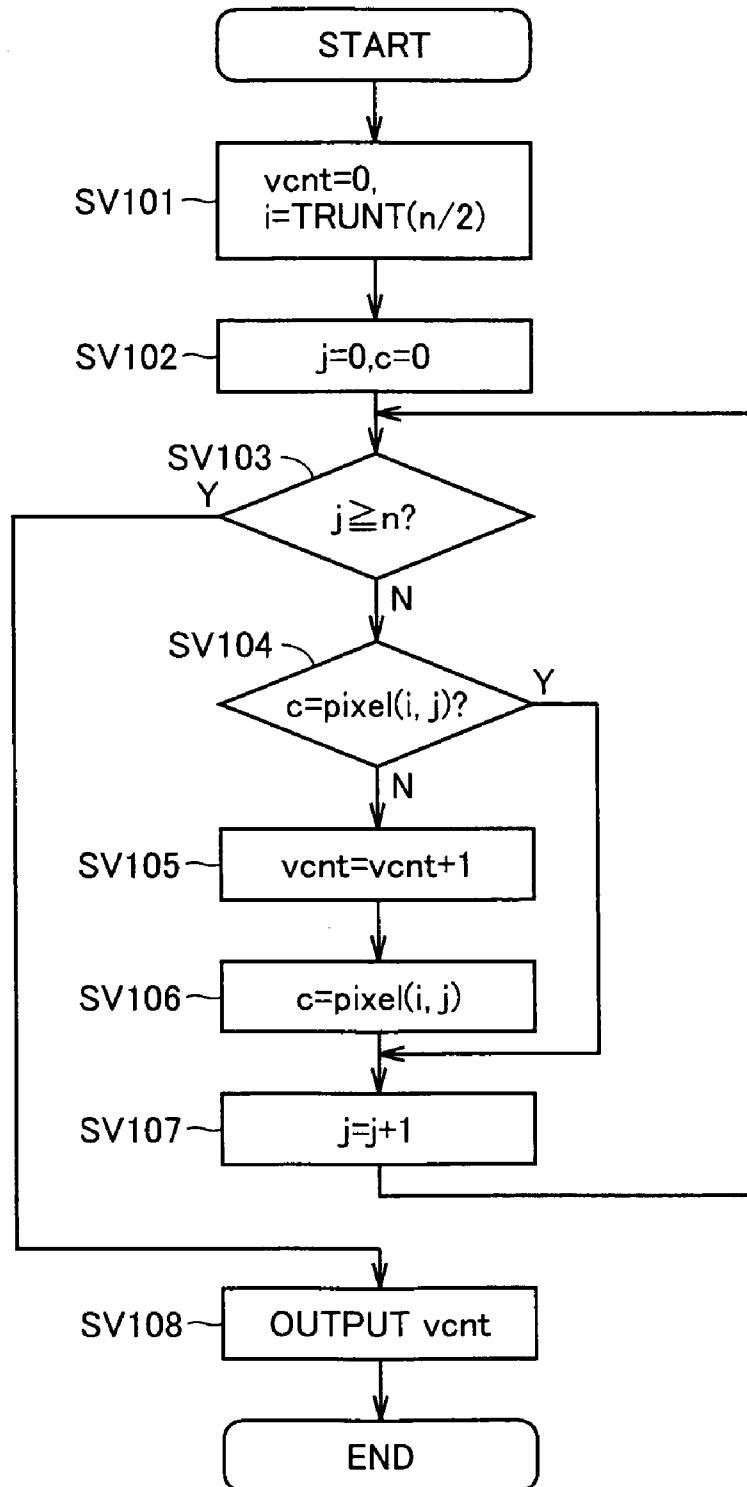 START
SV101
vcnt=0,
i=TRUNT(n/2)
SV102
j=0,c=0
SV103
Y
j≧n?
N
SV104
Y
c=pixel(i, j)?
N
SV105
vcnt=vcnt+1
SV106
c=pixel(i, j)
SV107
j=j+1
SV108
OUTPUT vcnt
END